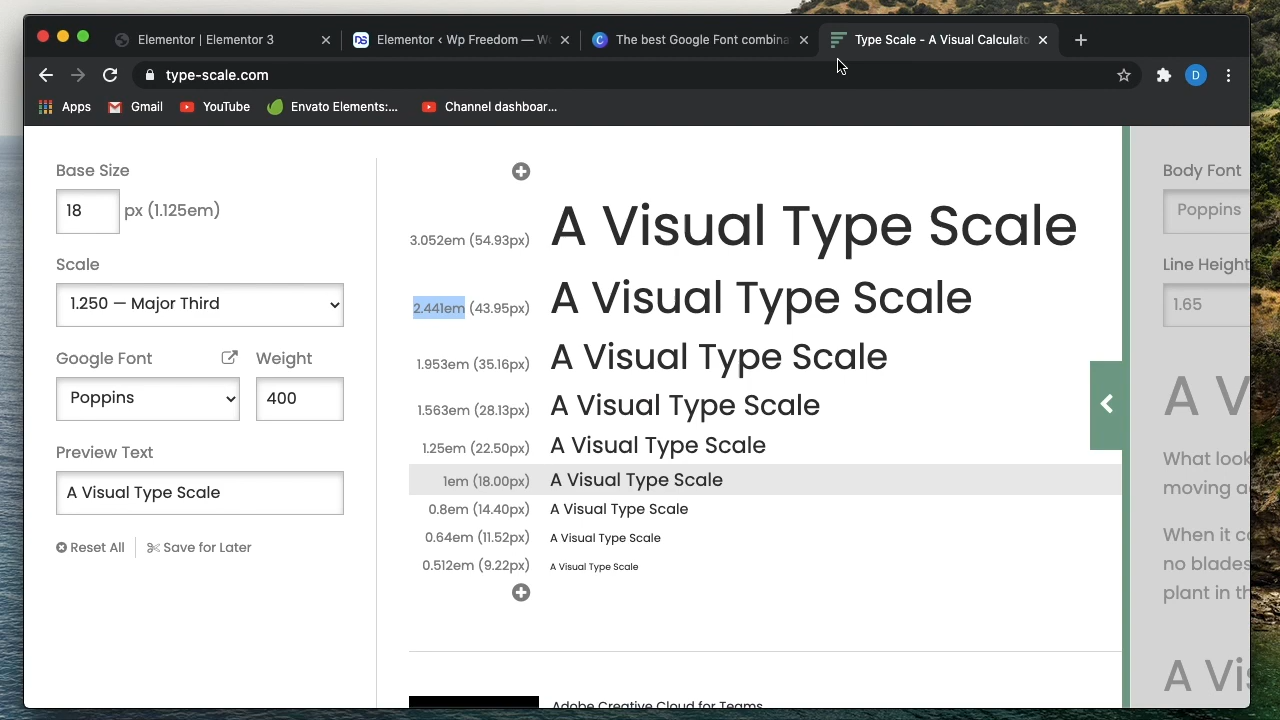 Elementor | Elementor 3
Elementor ‹ Wp Freedom — W
The best Google Font combina
Type Scale - A Visual Calculato
type-scale.com
D
Apps
Gmail
YouTube
Envato Elements:...
Channel dashboar...
Base Size
18
px (1.125em)
Scale
1.250 — Major Third
Google Font
Weight
Poppins
400
Preview Text
A Visual Type Scale
Reset All
Save for Later
3.052em (54.93px) A Visual Type Scale
2.441em (43.95px) A Visual Type Scale
1.953em (35.16px) A Visual Type Scale
1.563em (28.13px) A Visual Type Scale
1.25em (22.50px) A Visual Type Scale
1em (18.00px) A Visual Type Scale
0.8em (14.40px) A Visual Type Scale
0.64em (11.52px) A Visual Type Scale
0.512em (9.22px) A Visual Type Scale
Adobe Creative Cloud for Teams
Body Font
Poppins
Line Height
1.65
A V
What look
moving a
When it c
no blades
plant in th
A Vis